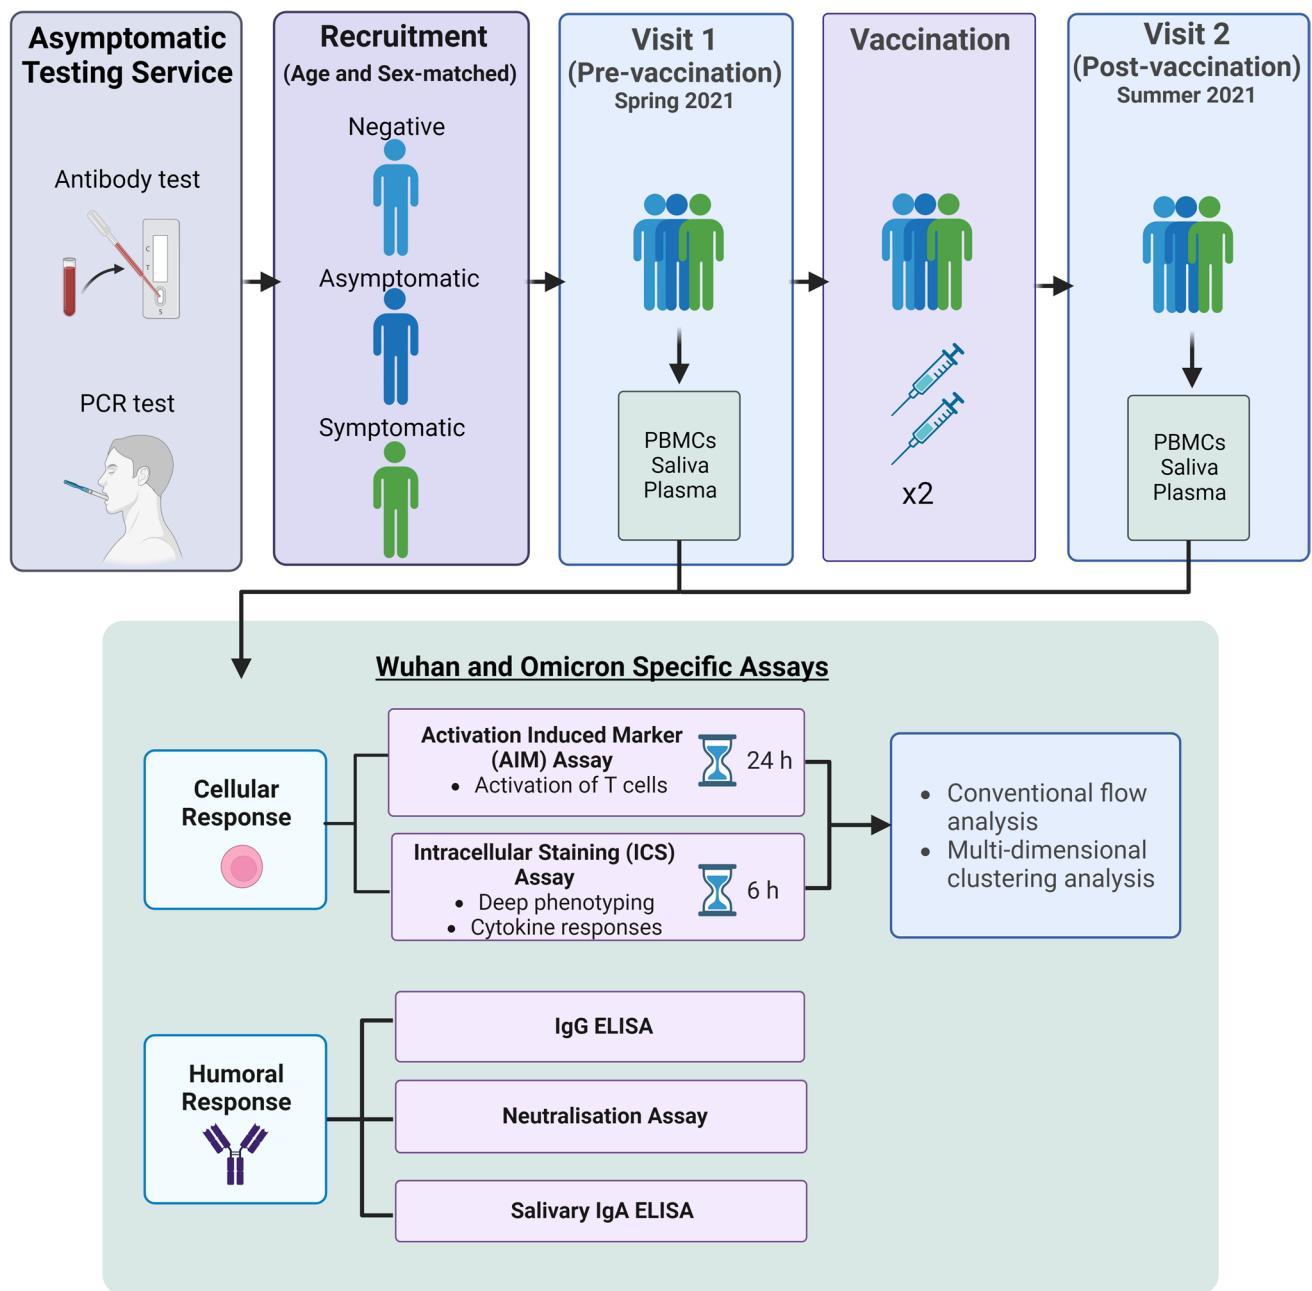 Asymptomatic
Testing Service
Antibody test
C
T
S
PCR test
Recruitment
(Age and Sex-matched)
Negative
Asymptomatic
Symptomatic
Visit 1
(Pre-vaccination)
Spring 2021
PBMCs
Saliva
Plasma
Vaccination
x2
Visit 2
(Post-vaccination)
Summer 2021
PBMCs
Saliva
Plasma
Wuhan and Omicron Specific Assays
Cellular
Response
Activation Induced Marker
(AIM) Assay
• Activation of T cells
24 h
Intracellular Staining (ICS)
Assay
• Deep phenotyping
• Cytokine responses
6 h
• Conventional flow
analysis
• Multi-dimensional
clustering analysis
Humoral
Response
IgG ELISA
Neutralisation Assay
Salivary IgA ELISA